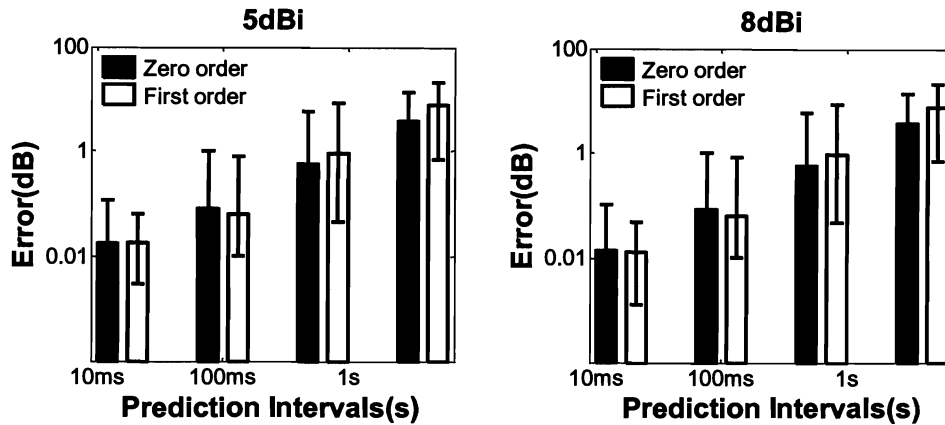 5dBi
100
1
0.01
Error(dB)
Zero order
First order
10ms 100ms 1s
Prediction Intervals(s)
8dBi
100
1
0.01
Error(dB)
Zero order
First order
10ms 100ms 1s
Prediction Intervals(s)